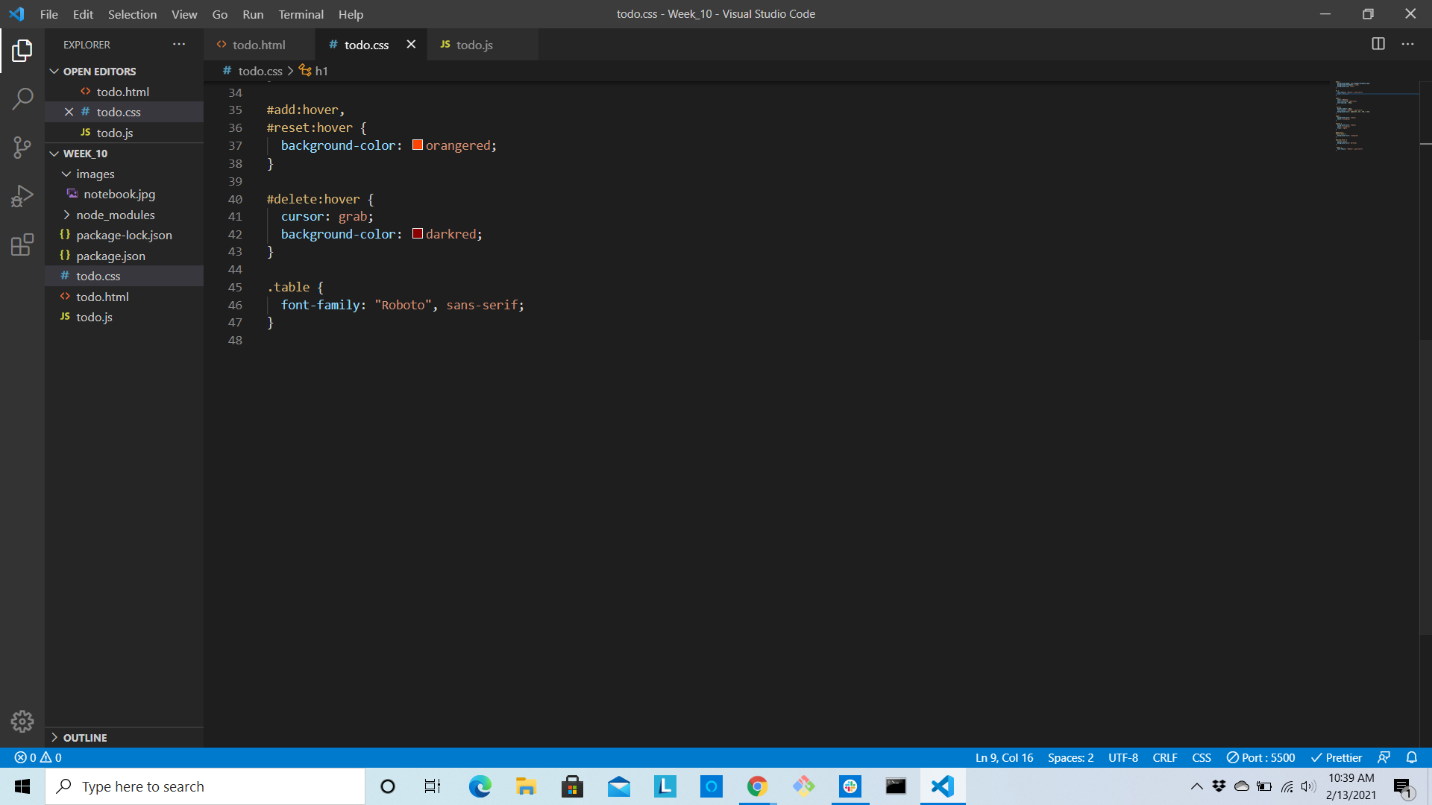 File Edit Selection View Go Run Terminal Help
todo.css - Week_10 - Visual Studio Code
EXPLORER
todo.html
# todo.css
JS todo.js
# todo.css > h1
OPEN EDITORS
todo.html
# todo.css
JS todo.js
WEEK_10
images
notebook.jpg
node_modules
{} package-lock.json
{} package.json
# todo.css
todo.html
JS todo.js
OUTLINE
34
35 #add:hover,
36 #reset:hover {
37 background-color: orangered;
38 }
39
40 #delete:hover {
41 cursor: grab;
42 background-color: darkred;
43 }
44
45 .table {
46 font-family: "Roboto", sans-serif;
47 }
48
0 0
Ln 9, Col 16 Spaces: 2 UTF-8 CRLF CSS Port : 5500 Prettier
Type here to search
10:39 AM
2/13/2021
1